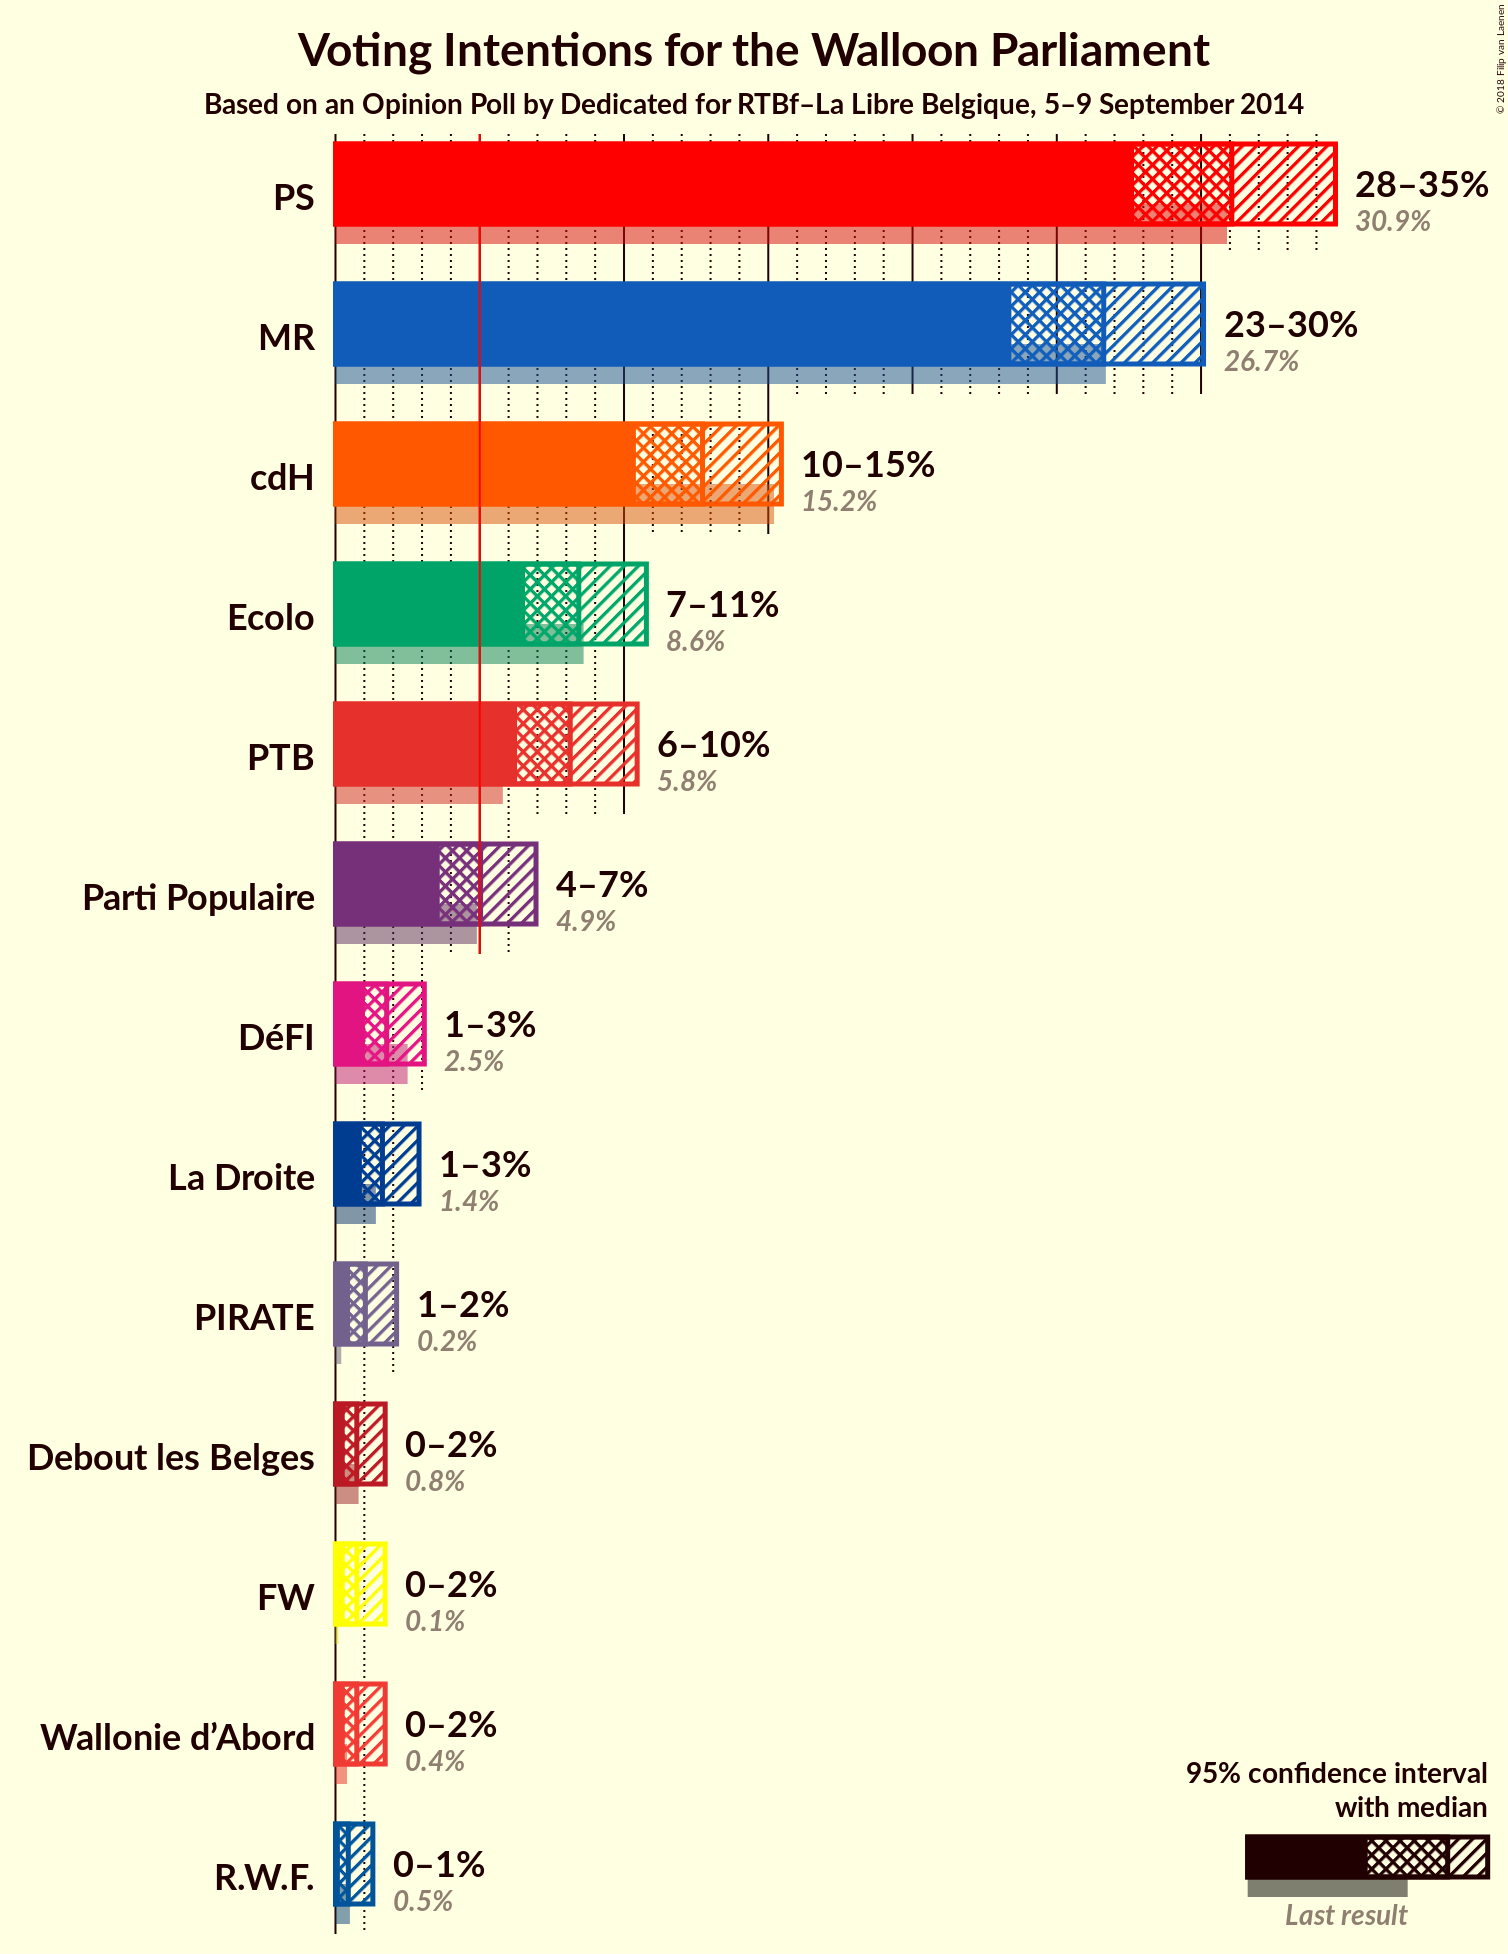 Voting Intentions for the Walloon Parliament
Based on an Opinion Poll by Dedicated for RTBf–La Libre Belgique, 5–9 September 2014
© 2018 Filip van Laenen
PS
28–35%
30.9%
MR
23–30%
26.7%
cdH
10–15%
15.2%
Ecolo
7–11%
8.6%
PTB
6–10%
5.8%
Parti Populaire
4–7%
4.9%
DéFI
1–3%
2.5%
La Droite
1–3%
1.4%
PIRATE
1–2%
0.2%
Debout les Belges
0–2%
0.8%
FW
0–2%
0.1%
Wallonie d’Abord
0–2%
0.4%
R.W.F.
0–1%
0.5%
95% confidence interval
with median
Last result